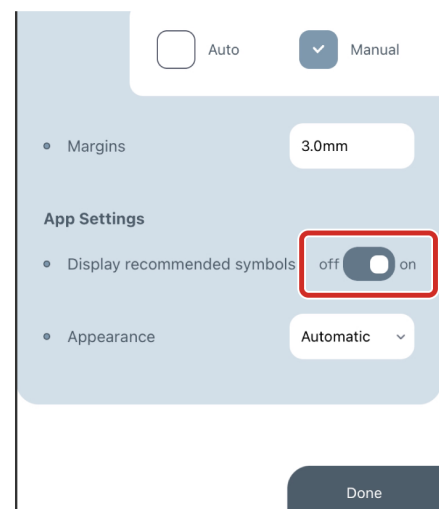 Auto Manual
Margins 3.0mm
App Settings
Display recommended symbols off on
Appearance Automatic
Done